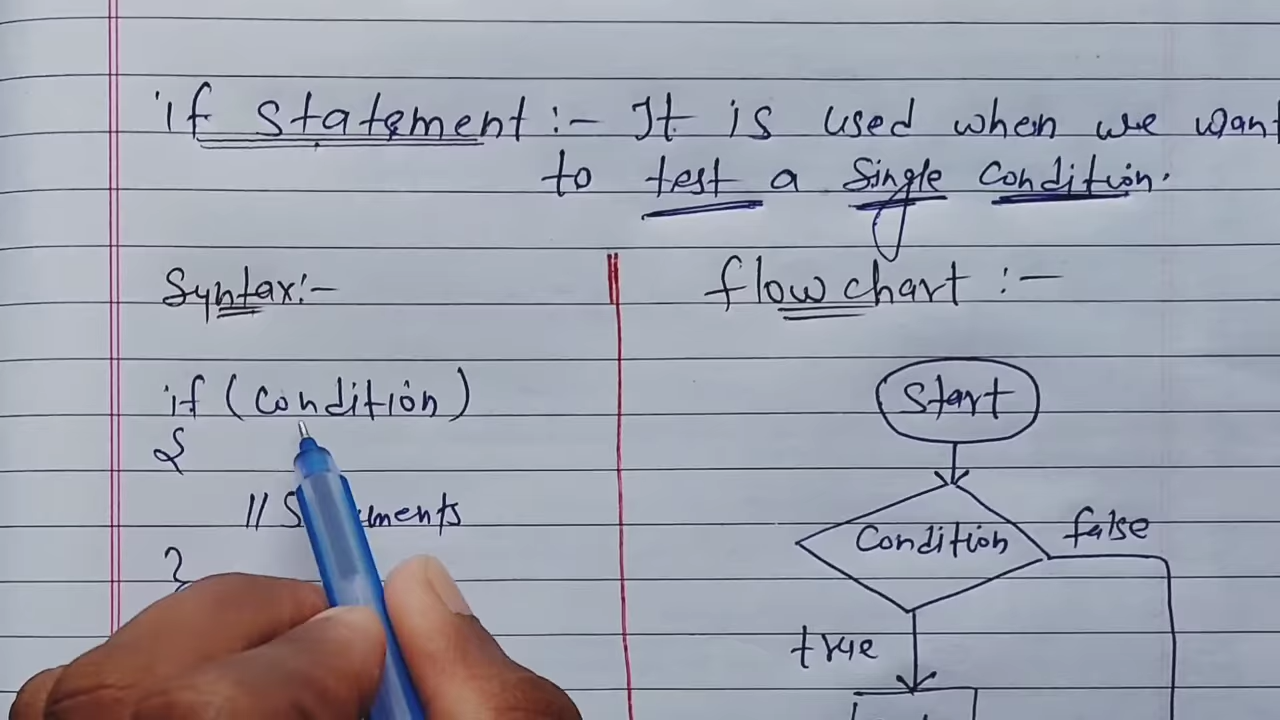 if statement :- It is used when we want
to test a single condition.
Syntax:-
if (condition)
{
//
}
flow chart :-
Start
Condition
false
true